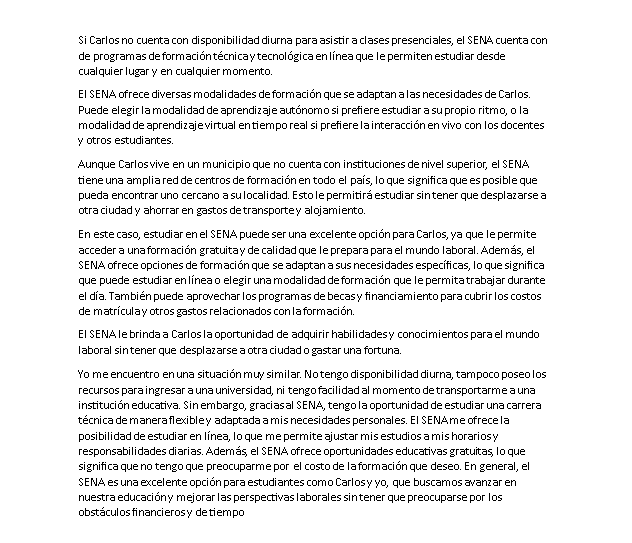 Si Carlos no cuenta con disponibilidad diurna para asistir a clases presenciales, el SENA cuenta con
de programas de formación técnica y tecnológica en línea que le permiten estudiar desde
cualquier lugar y en cualquier momento.
El SENA ofrece diversas modalidades de formación que se adaptan a las necesidades de Carlos.
Puede elegir la modalidad de aprendizaje autónomo si prefiere estudiar a su propio ritmo, o la
modalidad de aprendizaje virtual en tiempo real si prefiere la interacción en vivo con los docentes
y otros estudiantes.
Aunque Carlos vive en un municipio que no cuenta con instituciones de nivel superior, el SENA
tiene una amplia red de centros de formación en todo el país, lo que significa que es posible que
pueda encontrar uno cercano a su localidad. Esto le permitirá estudiar sin tener que desplazarse a
otra ciudad y ahorrar en gastos de transporte y alojamiento.
En este caso, estudiar en el SENA puede ser una excelente opción para Carlos, ya que le permite
acceder a una formación gratuita y de calidad que le prepara para el mundo laboral. Además, el
SENA ofrece opciones de formación que se adaptan a sus necesidades específicas, lo que significa
que puede estudiar en línea o elegir una modalidad de formación que le permita trabajar durante
el día. También puede aprovechar los programas de becas y financiamiento para cubrir los costos
de matrícula y otros gastos relacionados con la formación.
El SENA le brinda a Carlos la oportunidad de adquirir habilidades y conocimientos para el mundo
laboral sin tener que desplazarse a otra ciudad o gastar una fortuna.
Yo me encuentro en una situación muy similar. No tengo disponibilidad diurna, tampoco poseo los
recursos para ingresar a una universidad, ni tengo facilidad al momento de transportarme a una
institución educativa. Sin embargo, gracias al SENA, tengo la oportunidad de estudiar una carrera
técnica de manera flexible y adaptada a mis necesidades personales. El SENA me ofrece la
posibilidad de estudiar en línea, lo que me permite ajustar mis estudios a mis horarios y
responsabilidades diarias. Además, el SENA ofrece oportunidades educativas gratuitas, lo que
significa que no tengo que preocuparme por el costo de la formación que deseo. En general, el
SENA es una excelente opción para estudiantes como Carlos y yo, que buscamos avanzar en
nuestra educación y mejorar las perspectivas laborales sin tener que preocuparse por los
obstáculos financieros y de tiempo